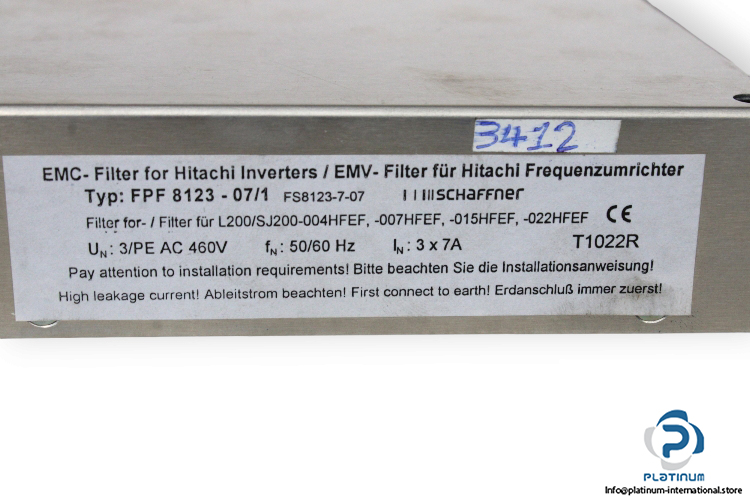 3412
EMC- Filter for Hitachi Inverters / EMV- Filter für Hitachi Frequenzumrichter
Typ: FPF 8123 - 07/1 FS8123-7-07 SCHAFFNER
Filter for- / Filter für L200/SJ200-004HFEF, -007HFEF, -015HFEF, -022HFEF CE
UN: 3/PE AC 460V fN: 50/60 Hz IN: 3 x 7A T1022R
Pay attention to installation requirements! Bitte beachten Sie die Installationsanweisung!
High leakage current! Ableitstrom beachten! First connect to earth! Erdanschluß immer zuerst!
PLATINUM
Info@platinum-international.store